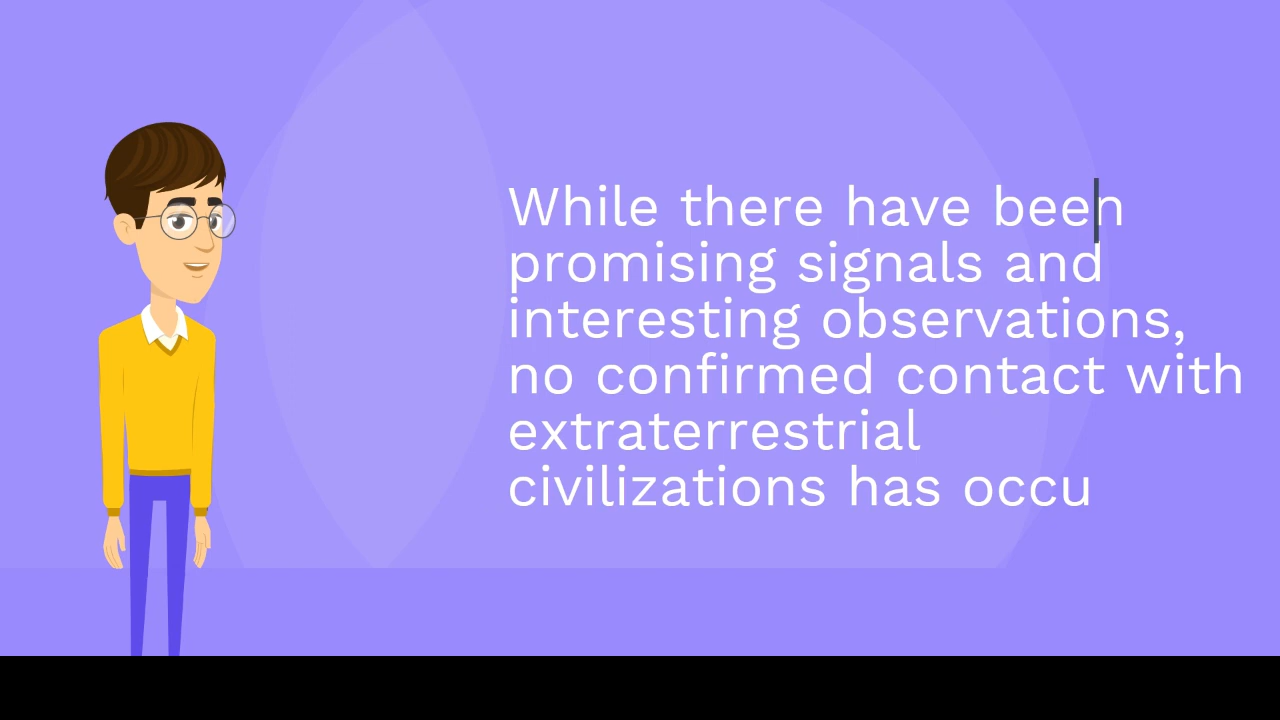 While there have been
promising signals and
interesting observations,
no confirmed contact with
extraterrestrial
civilizations has occu